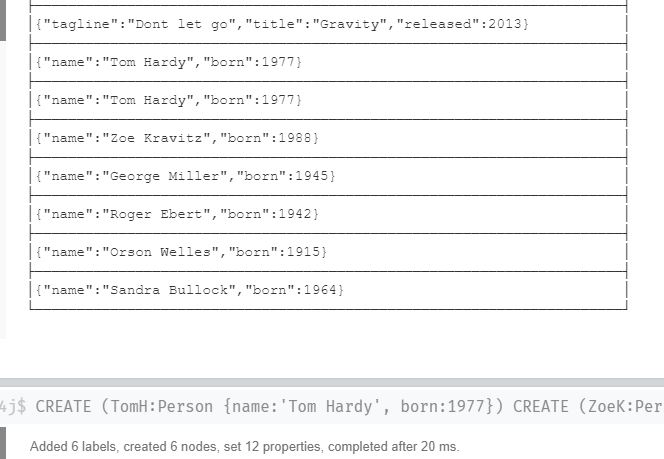 {"tagline":"Dont let go","title":"Gravity","released":2013}
{"name":"Tom Hardy","born":1977}
{"name":"Tom Hardy","born":1977}
{"name":"Zoe Kravitz","born":1988}
{"name":"George Miller","born":1945}
{"name":"Roger Ebert","born":1942}
{"name":"Orson Welles","born":1915}
{"name":"Sandra Bullock","born":1964}
4j$ CREATE (TomH:Person {name:'Tom Hardy', born:1977}) CREATE (ZoeK:Per
Added 6 labels, created 6 nodes, set 12 properties, completed after 20 ms.